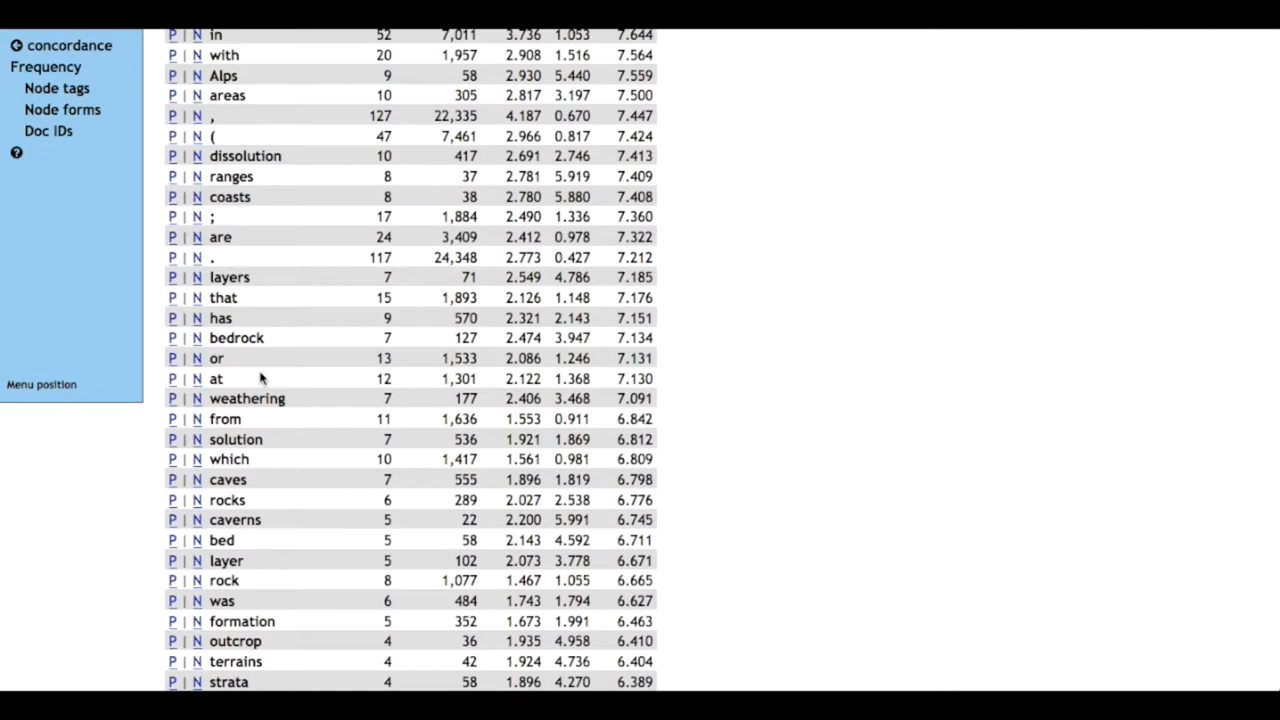 concordance
Frequency
Node tags
Node forms
Doc IDs
?
Menu position
P | N in 52 7,011 3.736 1.053 7.644
P | N with 20 1,957 2.908 1.516 7.564
P | N Alps 9 58 2.930 5.440 7.559
P | N areas 10 305 2.817 3.197 7.500
P | N , 127 22,335 4.187 0.670 7.447
P | N ( 47 7,461 2.966 0.817 7.424
P | N dissolution 10 417 2.691 2.746 7.413
P | N ranges 8 37 2.781 5.919 7.409
P | N coasts 8 38 2.780 5.880 7.408
P | N ; 17 1,884 2.490 1.336 7.360
P | N are 24 3,409 2.412 0.978 7.322
P | N . 117 24,348 2.773 0.427 7.212
P | N layers 7 71 2.549 4.786 7.185
P | N that 15 1,893 2.126 1.148 7.176
P | N has 9 570 2.321 2.143 7.151
P | N bedrock 7 127 2.474 3.947 7.134
P | N or 13 1,533 2.086 1.246 7.131
P | N at 12 1,301 2.122 1.368 7.130
P | N weathering 7 177 2.406 3.468 7.091
P | N from 11 1,636 1.553 0.911 6.842
P | N solution 7 536 1.921 1.869 6.812
P | N which 10 1,417 1.561 0.981 6.809
P | N caves 7 555 1.896 1.819 6.798
P | N rocks 6 289 2.027 2.538 6.776
P | N caverns 5 22 2.200 5.991 6.745
P | N bed 5 58 2.143 4.592 6.711
P | N layer 5 102 2.073 3.778 6.671
P | N rock 8 1,077 1.467 1.055 6.665
P | N was 6 484 1.743 1.794 6.627
P | N formation 5 352 1.673 1.991 6.463
P | N outcrop 4 36 1.935 4.958 6.410
P | N terrains 4 42 1.924 4.736 6.404
P | N strata 4 58 1.896 4.270 6.389